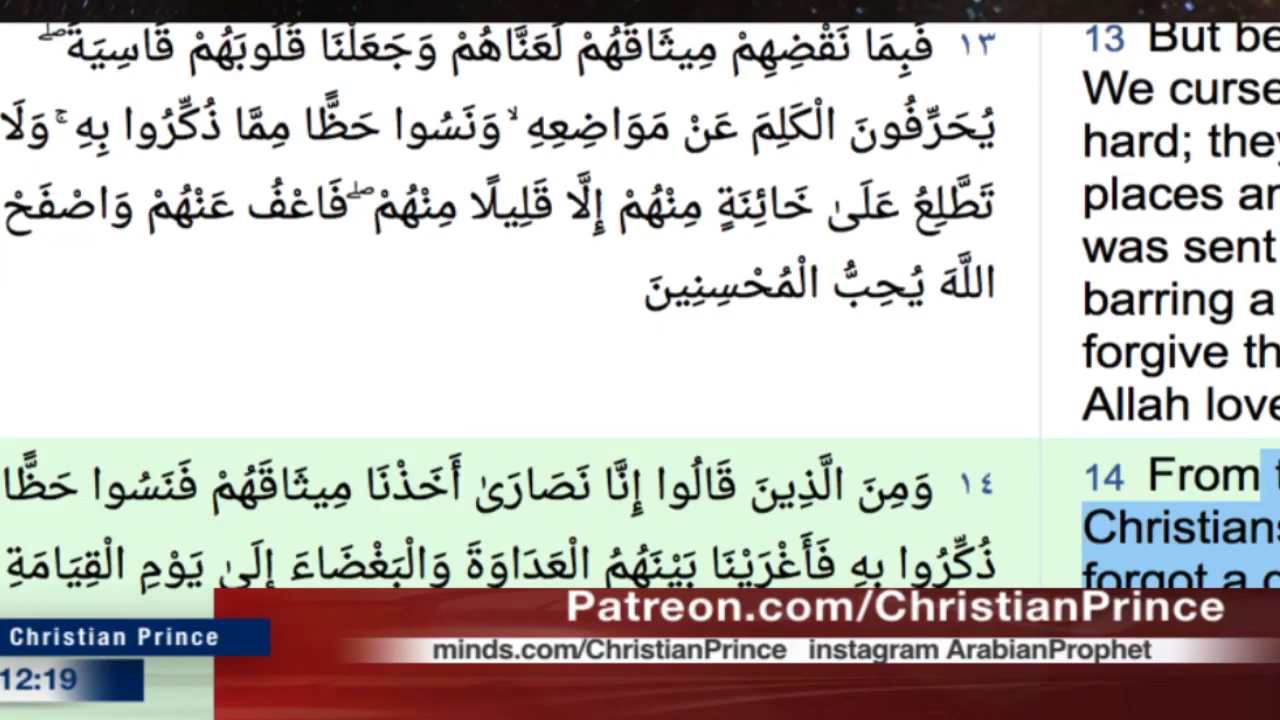 ١٣ فَبِمَا نَقْضِهِمْ مِيثَاقَهُمْ لَعَنَّاهُمْ وَجَعَلْنَا قُلُوبَهُمْ قَاسِيَةً ۖ
يُحَرِّفُونَ الْكَلِمَ عَنْ مَوَاضِعِهِ ۙ وَنَسُوا حَظًّا مِمَّا ذُكِّرُوا بِهِ ۚ وَلَا
تَطَّلِعُ عَلَىٰ خَائِنَةٍ مِنْهُمْ إِلَّا قَلِيلًا مِنْهُمْ ۖ فَاعْفُ عَنْهُمْ وَاصْفَحْ
اللَّهَ يُحِبُّ الْمُحْسِنِينَ
١٤ وَمِنَ الَّذِينَ قَالُوا إِنَّا نَصَارَىٰ أَخَذْنَا مِيثَاقَهُمْ فَنَسُوا حَظًّا
ذُكِّرُوا بِهِ فَأَغْرَيْنَا بَيْنَهُمُ الْعَدَاوَةَ وَالْبَغْضَاءَ إِلَىٰ يَوْمِ الْقِيَامَةِ
13 But be
We curse
hard; they
places an
was sent
barring a
forgive th
Allah love
14 From t
Christians
forgot a
Patreon.com/ChristianPrince
Christian Prince
minds.com/ChristianPrince instagram ArabianProphet
12:19